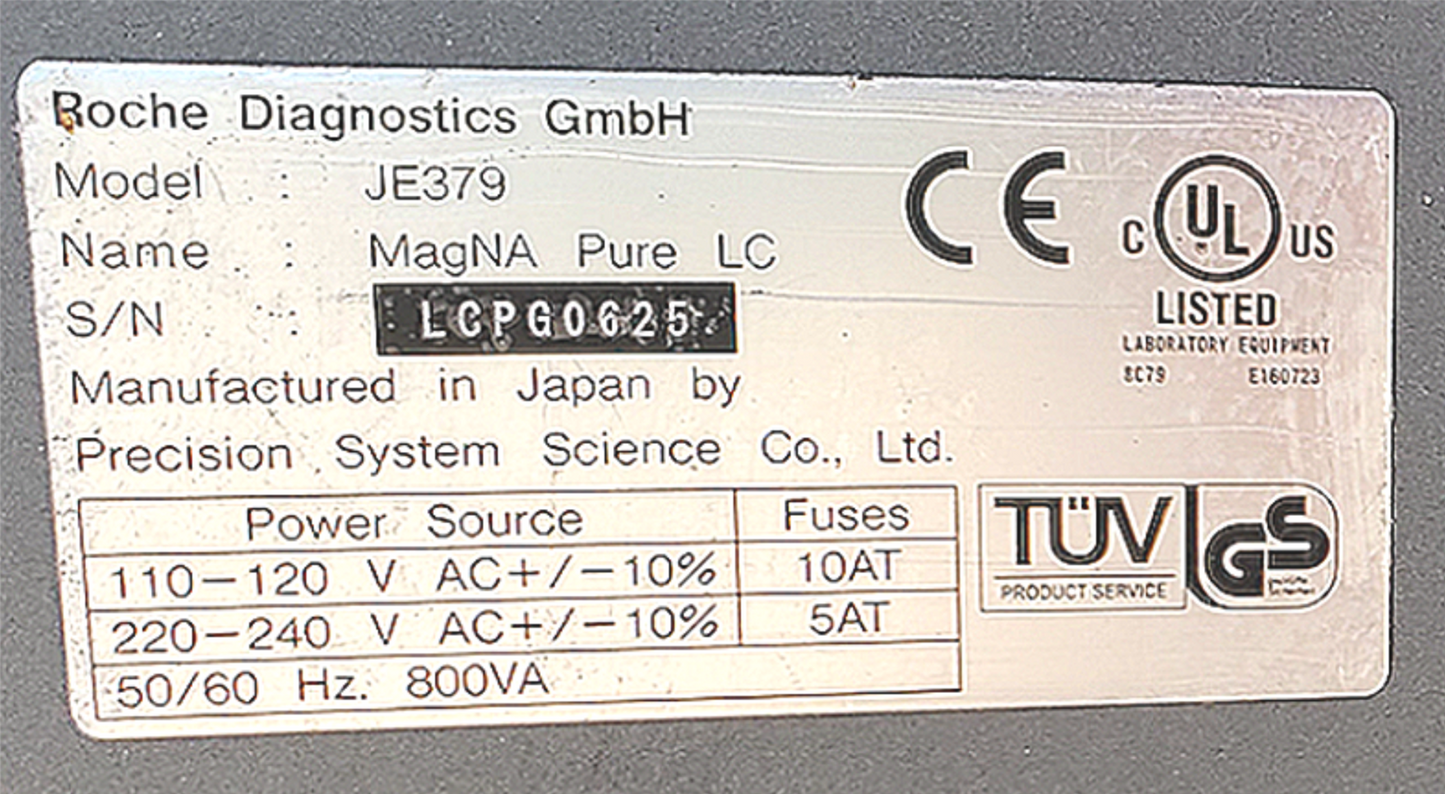 Roche Diagnostics GmbH
Model : JE379
Name : MagNA Pure LC
S/N : LCPG0625
Manufactured in Japan by
Precision System Science Co., Ltd.
Power Source Fuses
110-120 V AC+/-10% 10AT
220-240 V AC+/-10% 5AT
50/60 Hz. 800VA
CE
C UL US
LISTED
LABORATORY EQUIPMENT
8C79 E160723
TÜV GS
PRODUCT SERVICE